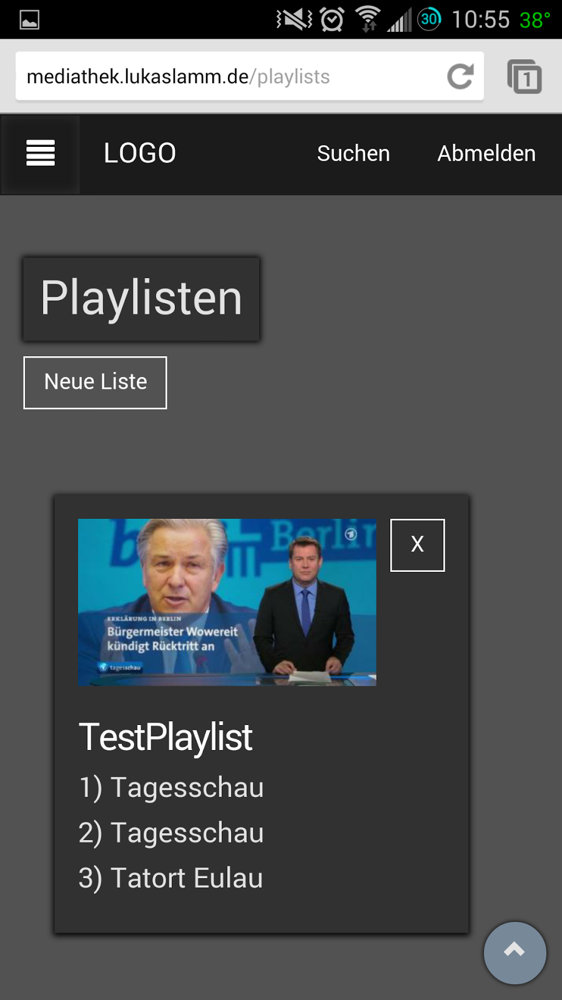 30 10:55 38°
mediathek.lukaslamm.de/playlists
1
LOGO Suchen Abmelden
Playlisten
Neue Liste
Berlin
X
ERKLÄRUNG IN BERLIN
Bürgermeister Wowereit
kündigt Rücktritt an
tagesschau
TestPlaylist
1) Tagesschau
2) Tagesschau
3) Tatort Eulau